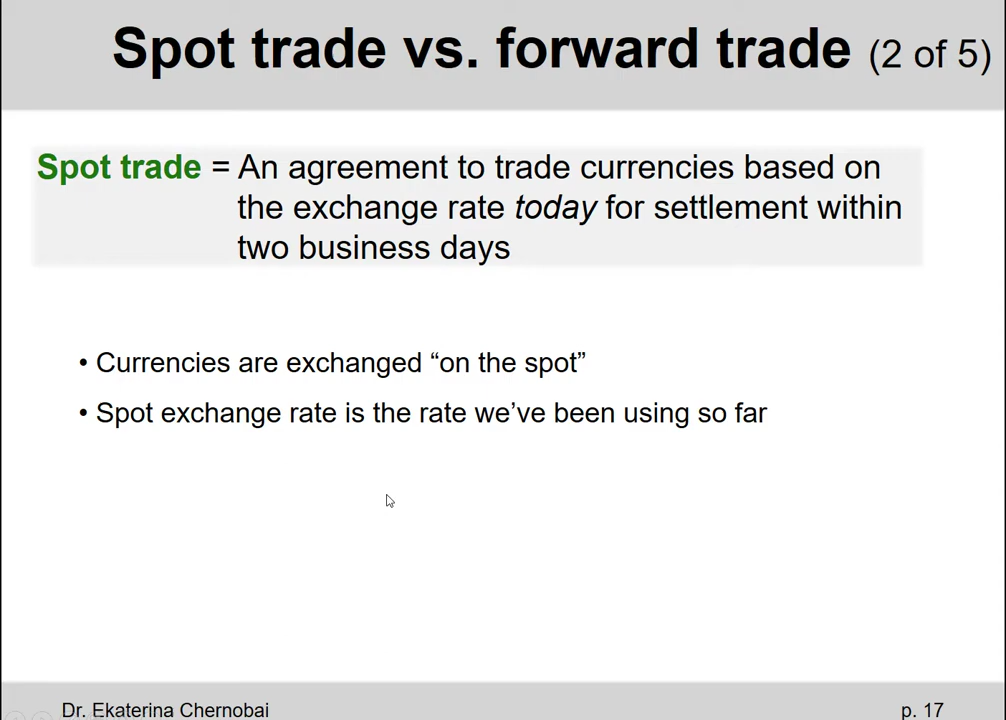 Spot trade vs. forward trade (2 of 5)
Spot trade = An agreement to trade currencies based on
the exchange rate today for settlement within
two business days
• Currencies are exchanged “on the spot”
• Spot exchange rate is the rate we’ve been using so far
Dr. Ekaterina Chernobai p. 17